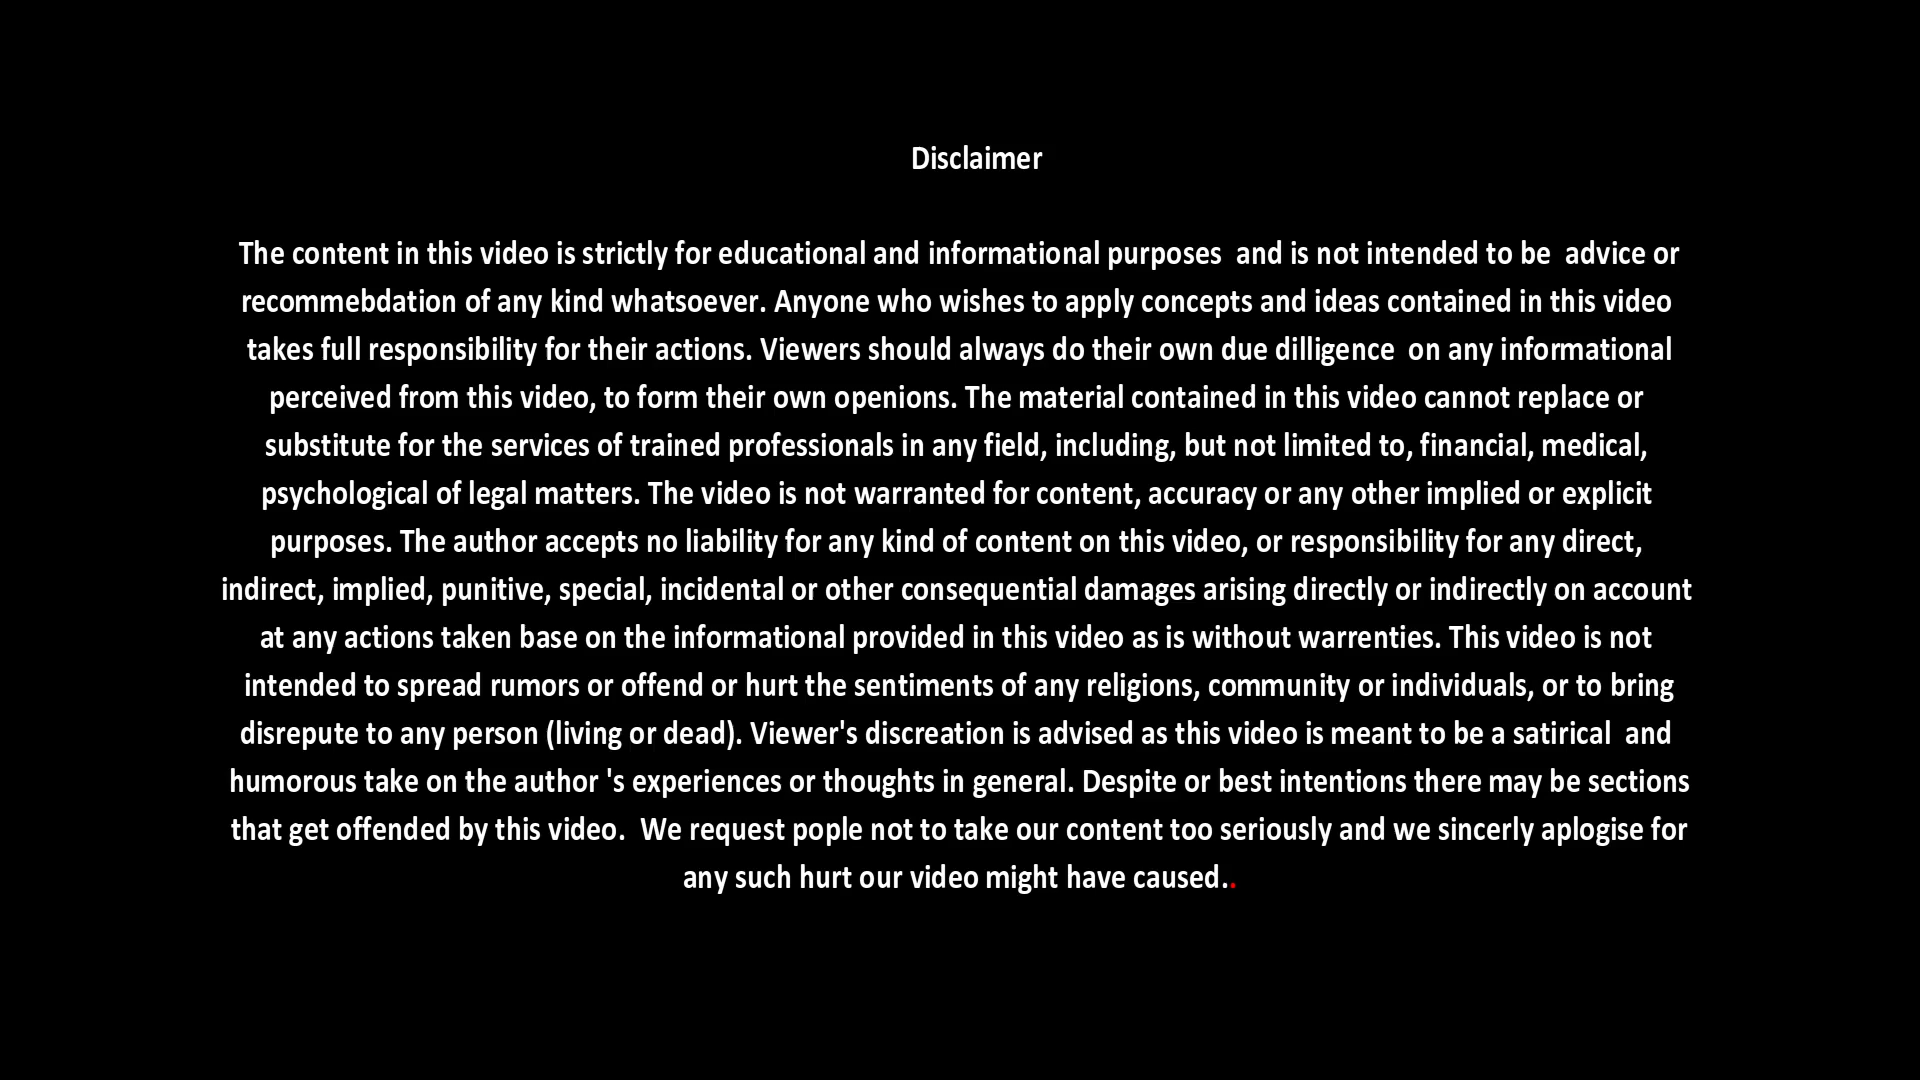 Disclaimer
The content in this video is strictly for educational and informational purposes  and is not intended to be  advice or
recommebdation of any kind whatsoever. Anyone who wishes to apply concepts and ideas contained in this video
takes full responsibility for their actions. Viewers should always do their own due dilligence  on any informational
perceived from this video, to form their own openions. The material contained in this video cannot replace or
substitute for the services of trained professionals in any field, including, but not limited to, financial, medical,
psychological of legal matters. The video is not warranted for content, accuracy or any other implied or explicit
purposes. The author accepts no liability for any kind of content on this video, or responsibility for any direct,
indirect, implied, punitive, special, incidental or other consequential damages arising directly or indirectly on account
at any actions taken base on the informational provided in this video as is without warrenties. This video is not
intended to spread rumors or offend or hurt the sentiments of any religions, community or individuals, or to bring
disrepute to any person (living or dead). Viewer's discreation is advised as this video is meant to be a satirical  and
humorous take on the author 's experiences or thoughts in general. Despite or best intentions there may be sections
that get offended by this video.  We request pople not to take our content too seriously and we sincerly aplogise for
any such hurt our video might have caused..